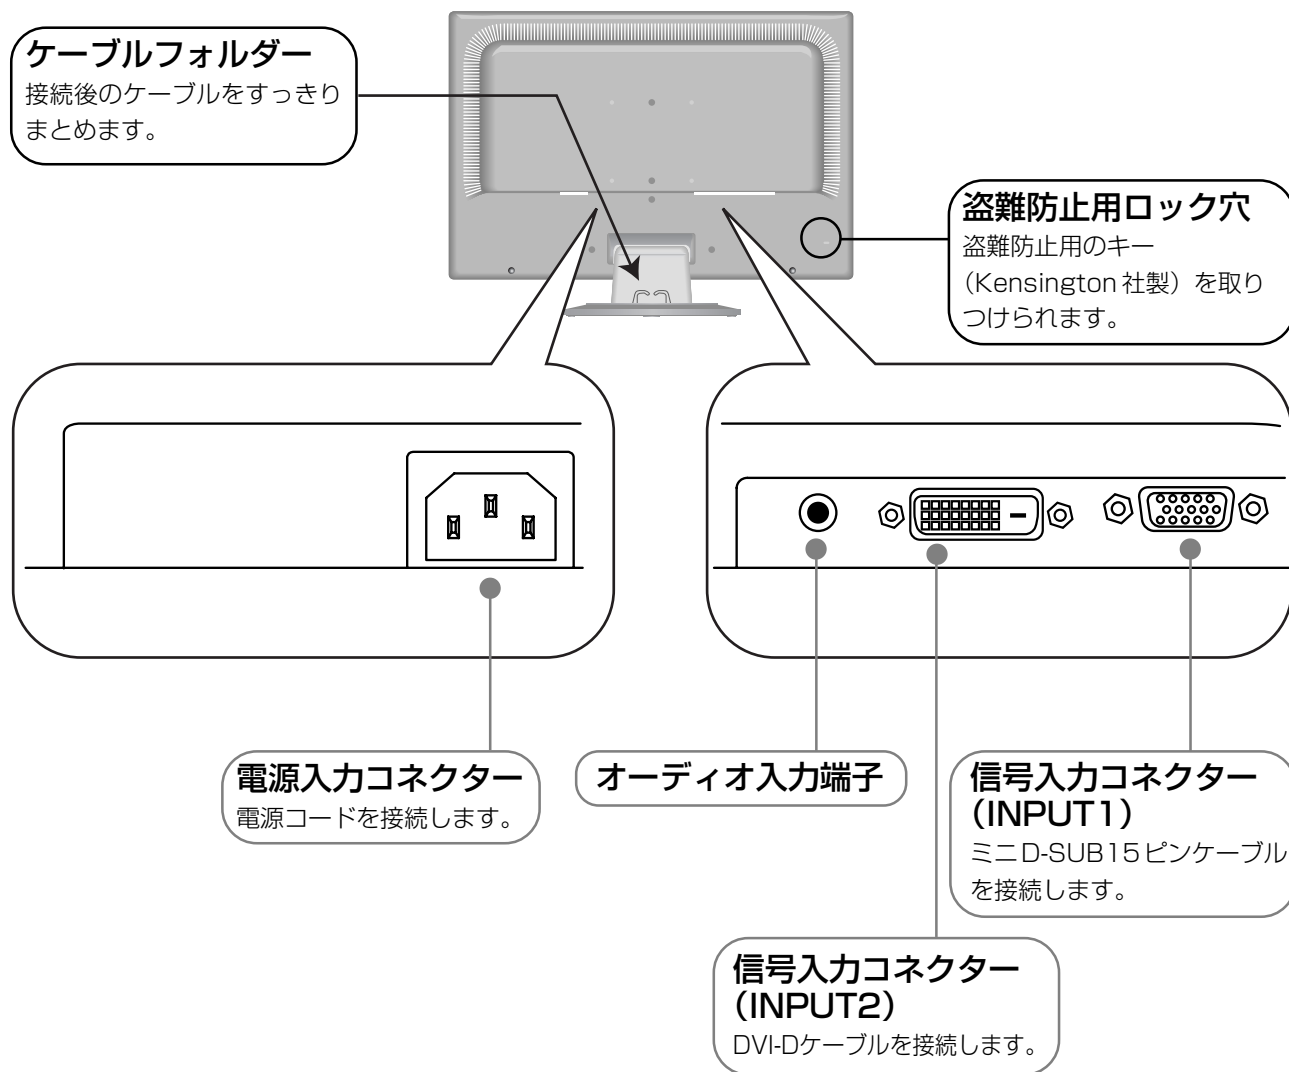 ケーブルフォルダー
接続後のケーブルをすっきり
まとめます。
盗難防止用ロック穴
盗難防止用のキー
（Kensington 社製）を取り
つけられます。
電源入力コネクター
電源コードを接続します。
オーディオ入力端子
信号入力コネクター
（INPUT1）
ミニ D-SUB15 ピンケーブル
を接続します。
信号入力コネクター
（INPUT2）
DVI-Dケーブルを接続します。